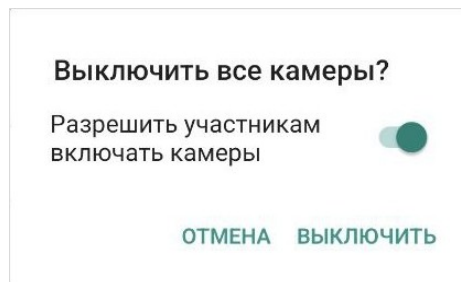 Выключить все камеры?
Разрешить участникам
включать камеры
ОТМЕНА ВЫКЛЮЧИТЬ